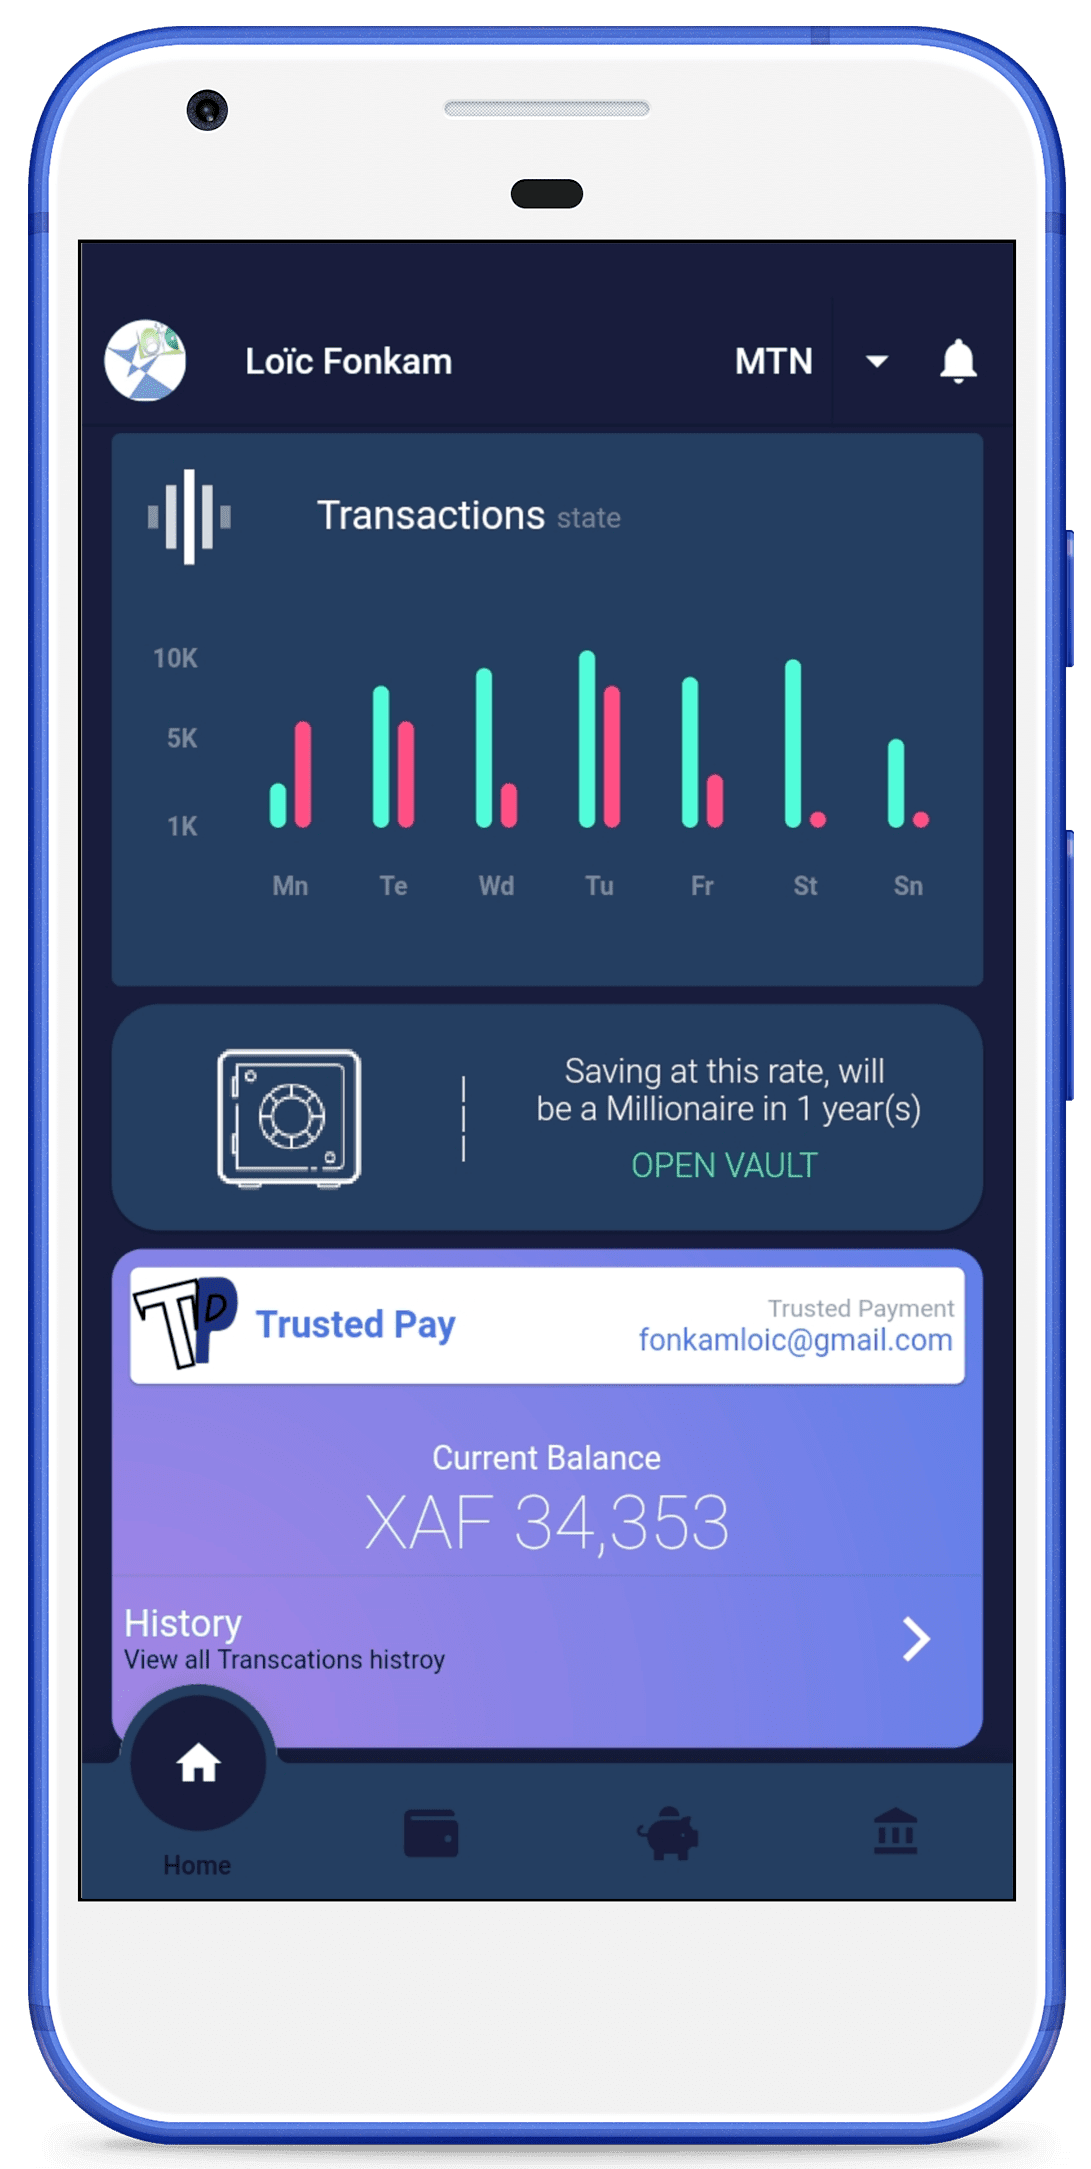 Loïc Fonkam
MTN
Transactions state
10K
5K
1K
Mn Te Wd Tu Fr St Sn
Saving at this rate, will
be a Millionaire in 1 year(s)
OPEN VAULT
TP
Trusted Pay
Trusted Payment
fonkamloic@gmail.com
Current Balance
XAF 34,353
History
View all Transcations histroy
Home